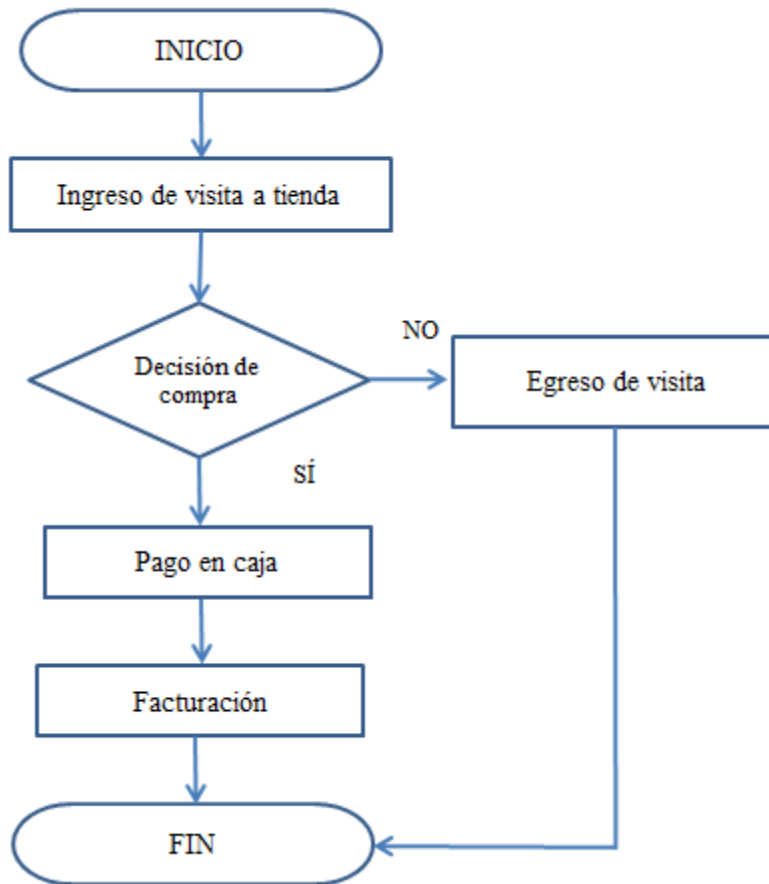 INICIO
Ingreso de visita a tienda
Decisión de
compra
NO
Egreso de visita
SÍ
Pago en caja
Facturación
FIN